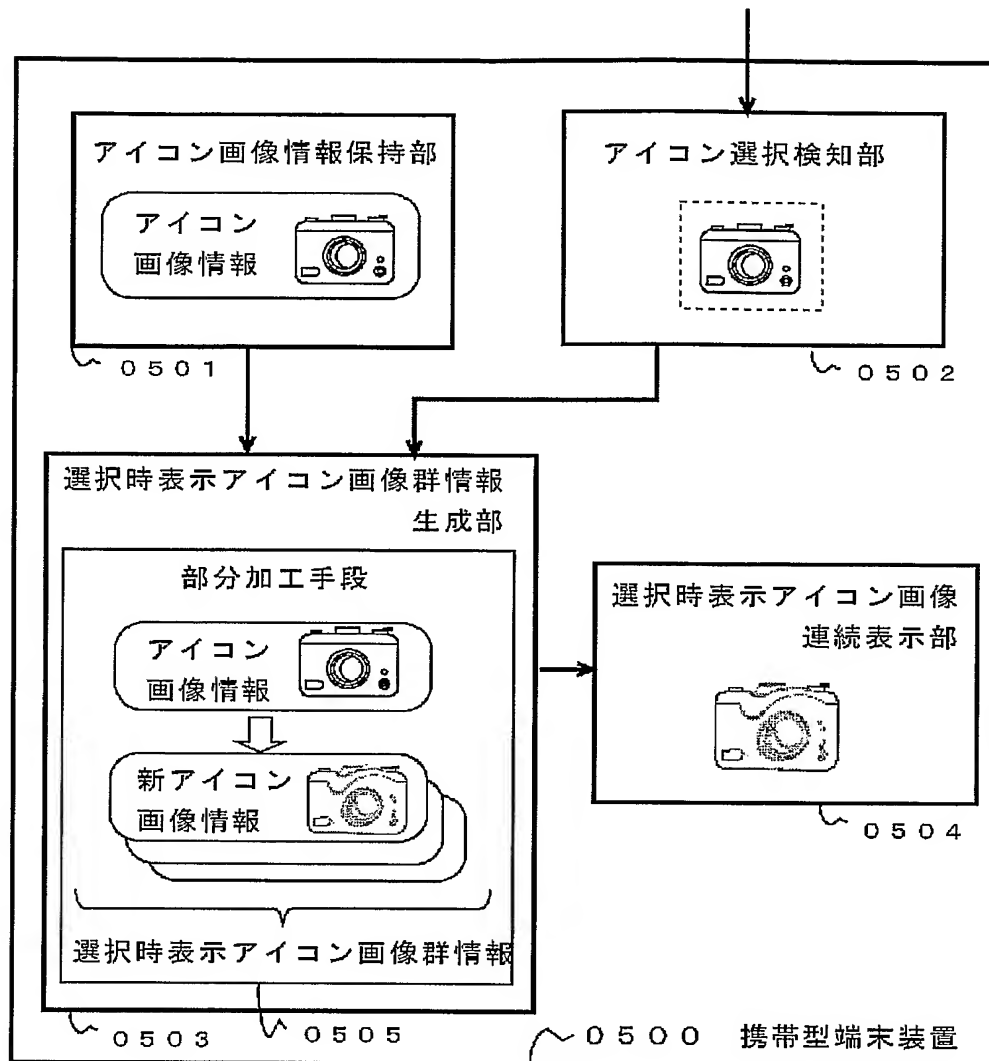 アイコン画像情報保持部
アイコン
画像情報
０５０１
アイコン選択検知部
０５０２
選択時表示アイコン画像群情報
生成部
部分加工手段
アイコン
画像情報
新アイコン
画像情報
選択時表示アイコン画像群情報
０５０３
０５０５
選択時表示アイコン画像
連続表示部
０５０４
０５００ 携帯型端末装置